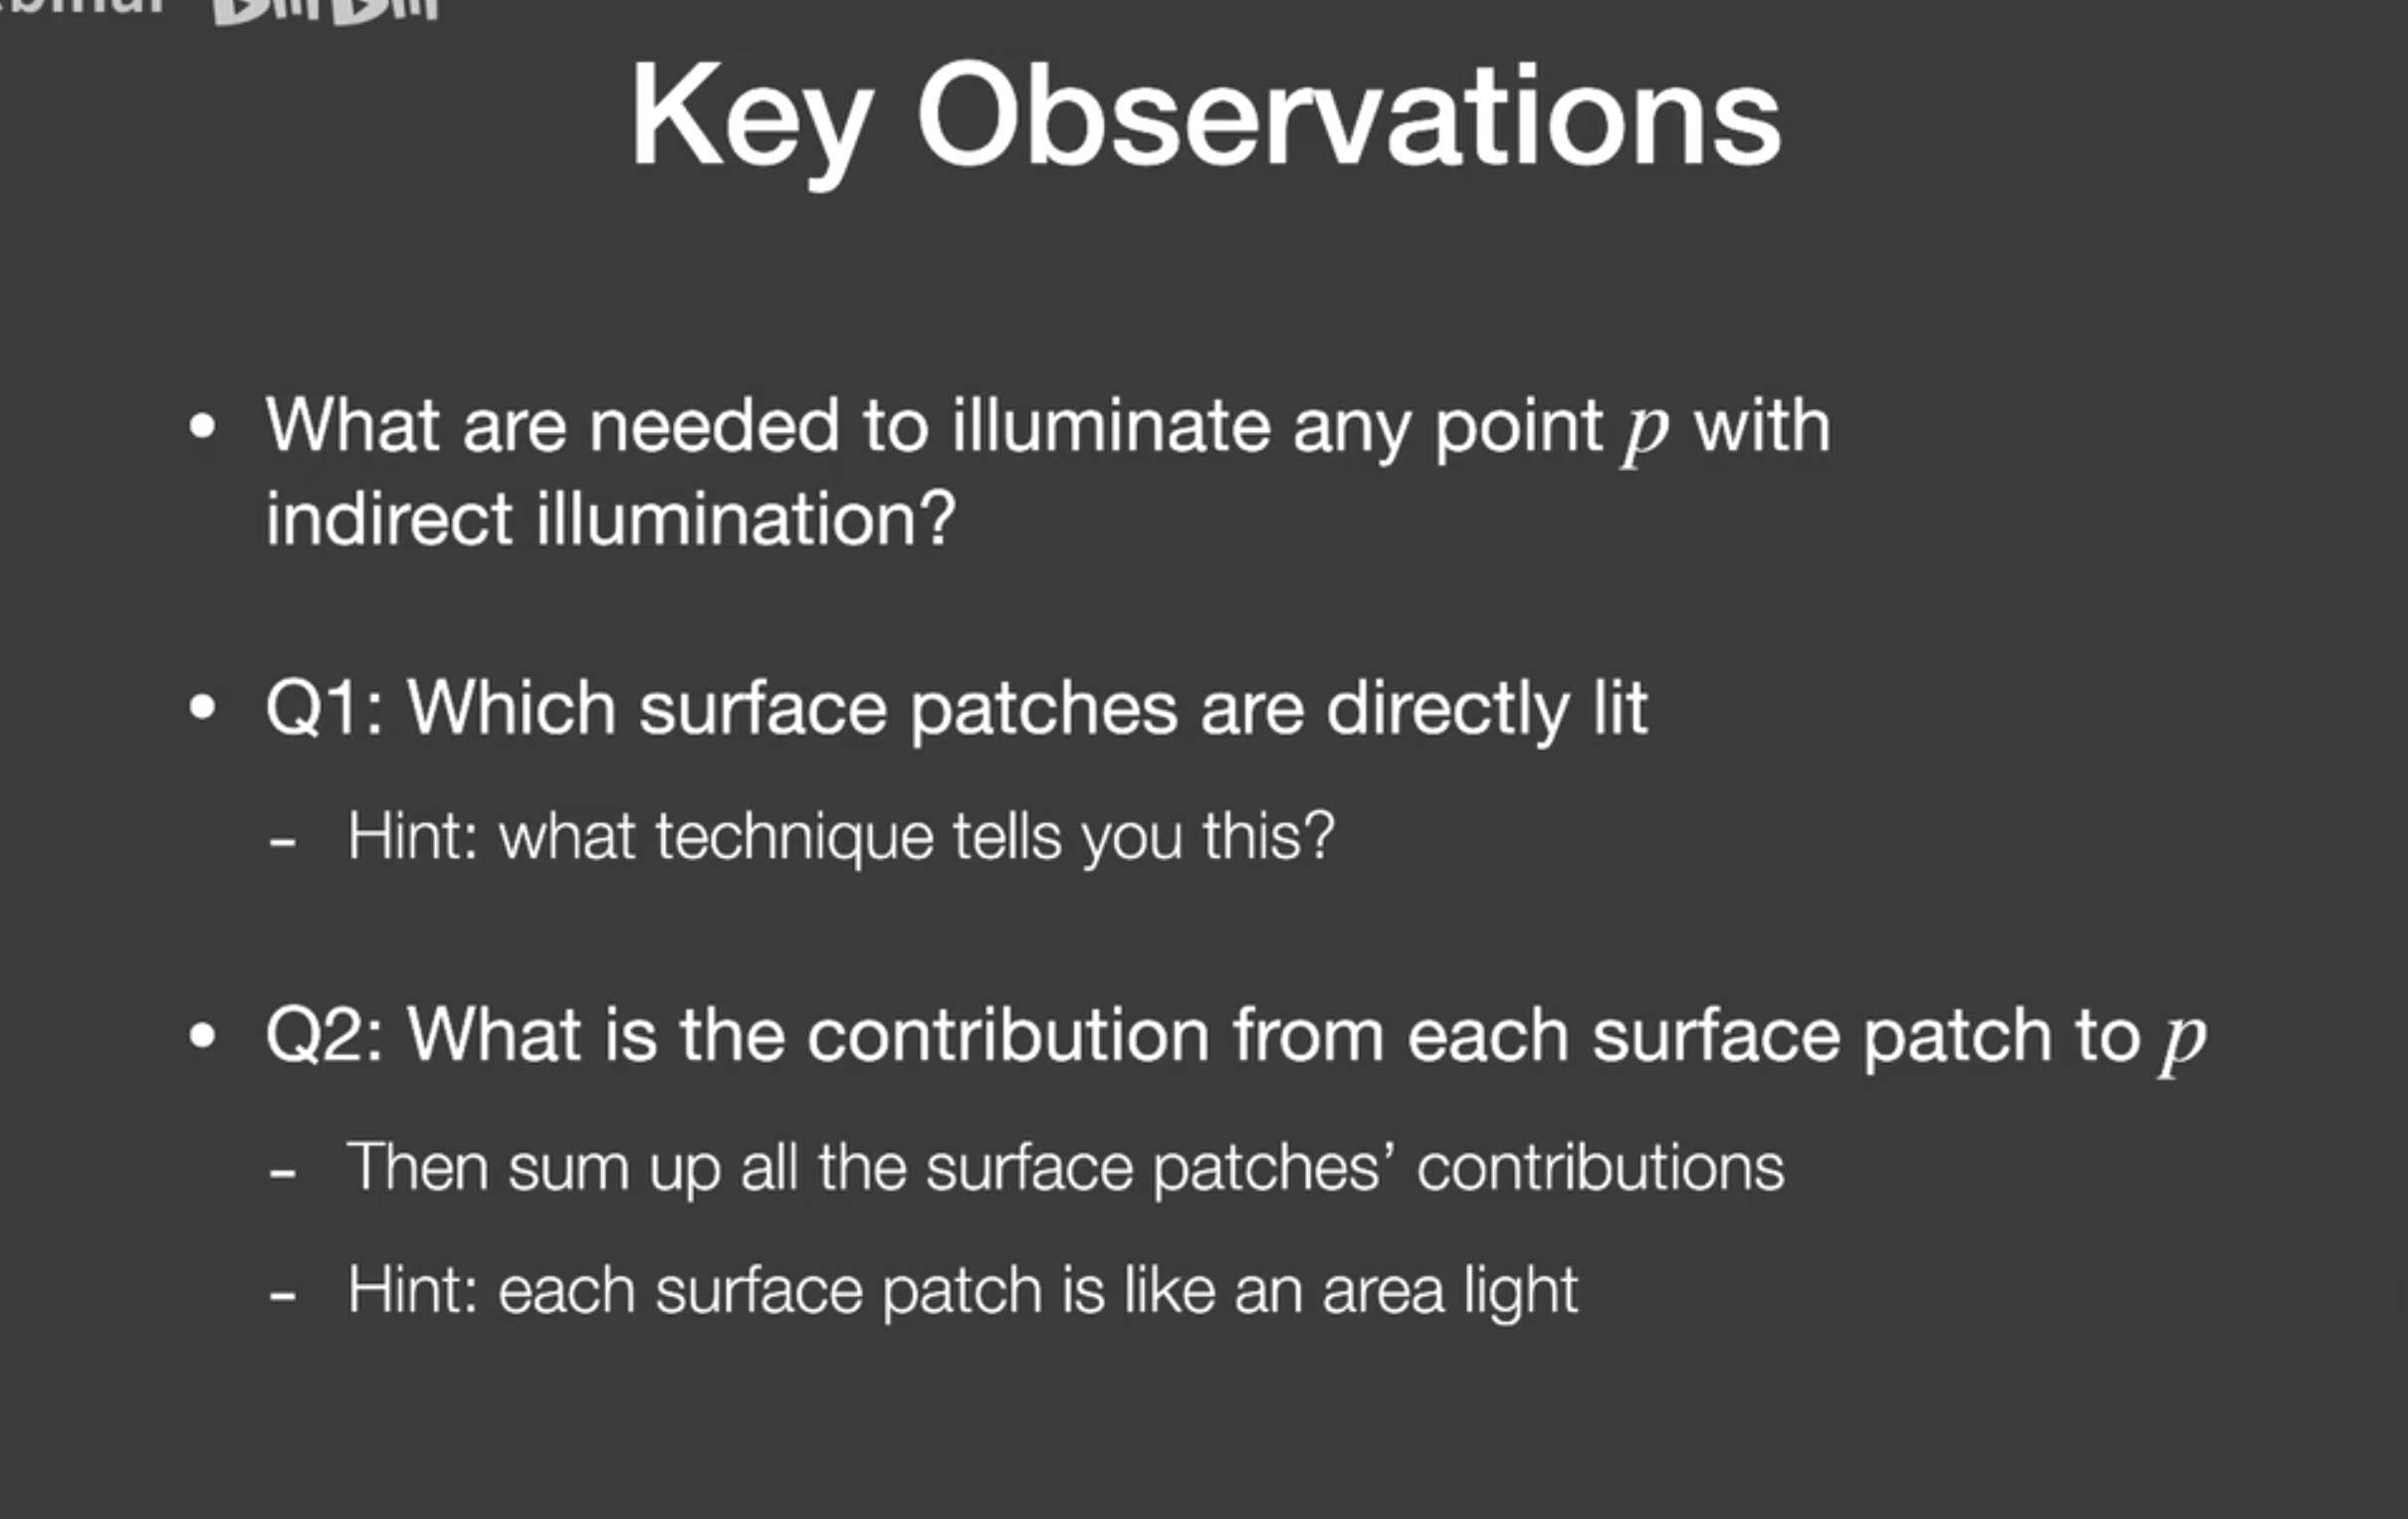 Key Observations
• What are needed to illuminate any point p with
indirect illumination?
• Q1: Which surface patches are directly lit
- Hint: what technique tells you this?
• Q2: What is the contribution from each surface patch to p
- Then sum up all the surface patches’ contributions
- Hint: each surface patch is like an area light